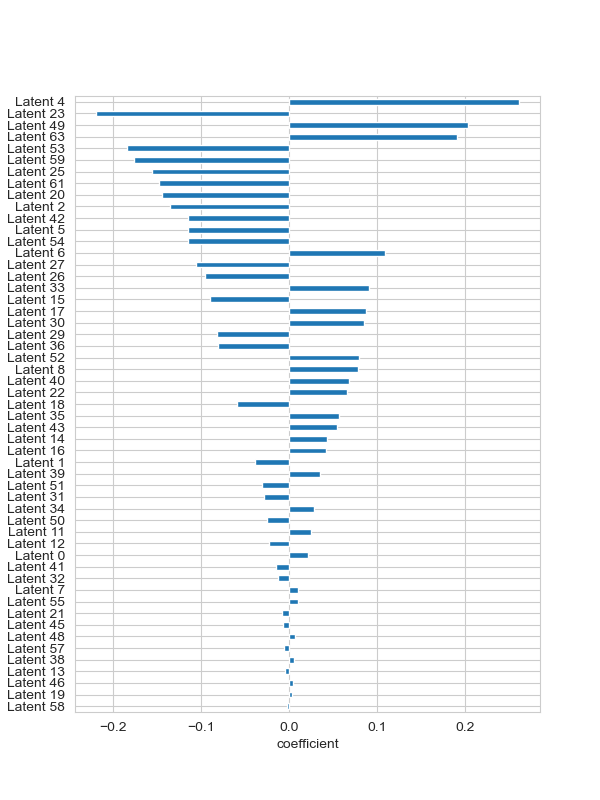 Latent 4
Latent 23
Latent 49
Latent 63
Latent 53
Latent 59
Latent 25
Latent 61
Latent 20
Latent 2
Latent 42
Latent 5
Latent 54
Latent 6
Latent 27
Latent 26
Latent 33
Latent 15
Latent 17
Latent 30
Latent 29
Latent 36
Latent 52
Latent 8
Latent 40
Latent 22
Latent 18
Latent 35
Latent 43
Latent 14
Latent 16
Latent 1
Latent 39
Latent 51
Latent 31
Latent 34
Latent 50
Latent 11
Latent 12
Latent 0
Latent 41
Latent 32
Latent 7
Latent 55
Latent 21
Latent 45
Latent 48
Latent 57
Latent 38
Latent 13
Latent 46
Latent 19
Latent 58
−0.2 −0.1 0.0 0.1 0.2
coefficient